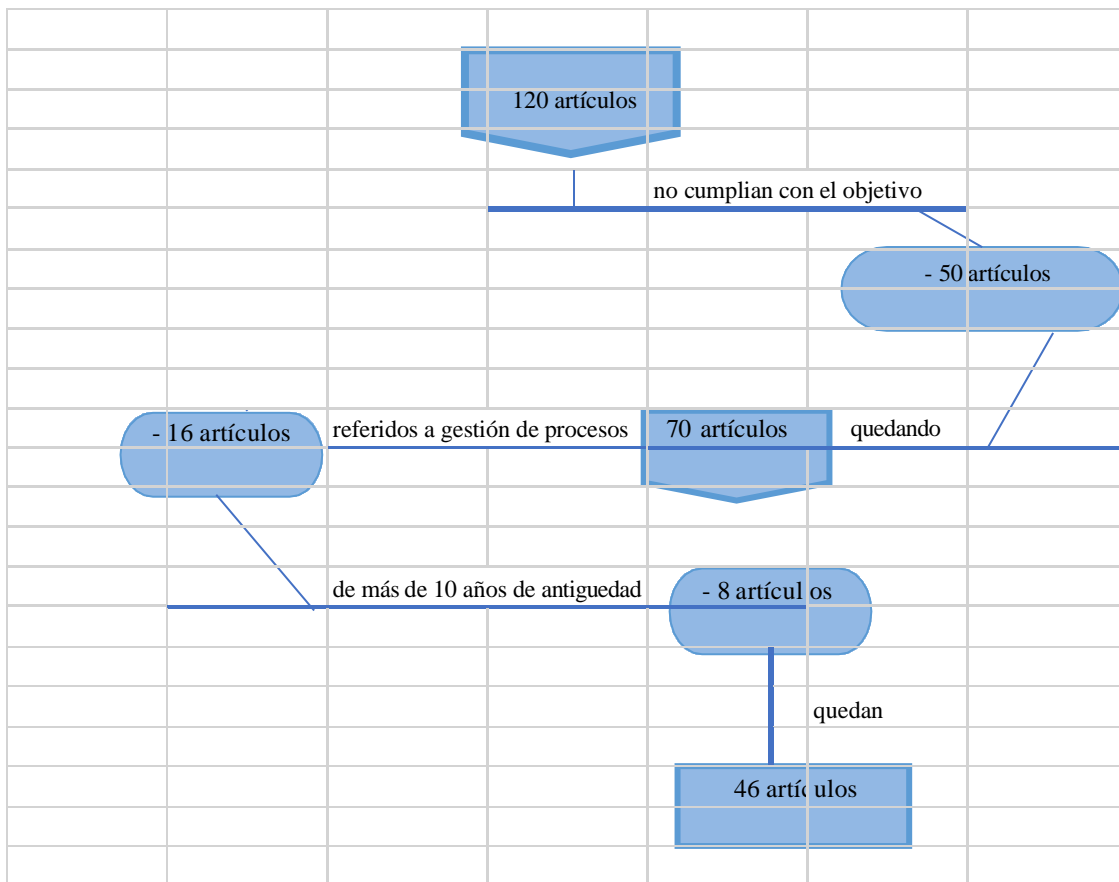 120 artículos
no cumplian con el objetivo
- 50 artículos
- 16 artículos
referidos a gestión de procesos
70 artículos
quedando
de más de 10 años de antiguedad
- 8 artículos
quedan
46 artículos